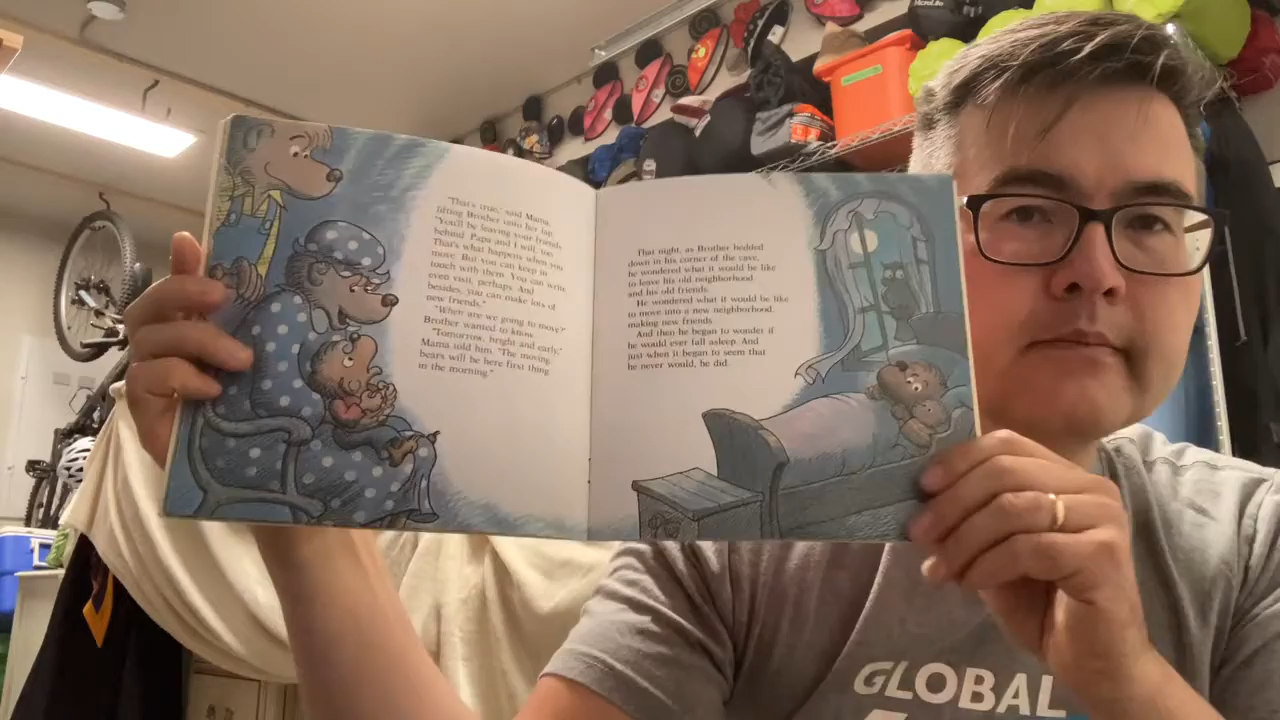 "That's true," said Mama,
lifting Brother onto her lap.
"You'll be leaving your friends
behind. Papa and I will, too.
That's what happens when you
move. But you can keep in
touch with them. You can write,
even visit, perhaps. And
besides, you can make lots of
new friends."
"When are we going to move?"
Brother wanted to know.
"Tomorrow, bright and early,"
Mama told him. "The moving
bears will be here first thing
in the morning."
That night, as Brother bedded
down in his corner of the cave,
he wondered what it would be like
to leave his old neighborhood
and his old friends.
He wondered what it would be like
to move into a new neighborhood,
making new friends.
And then he began to wonder if
he would ever fall asleep. And
just when it began to seem that
he never would, he did.
GLOBAL